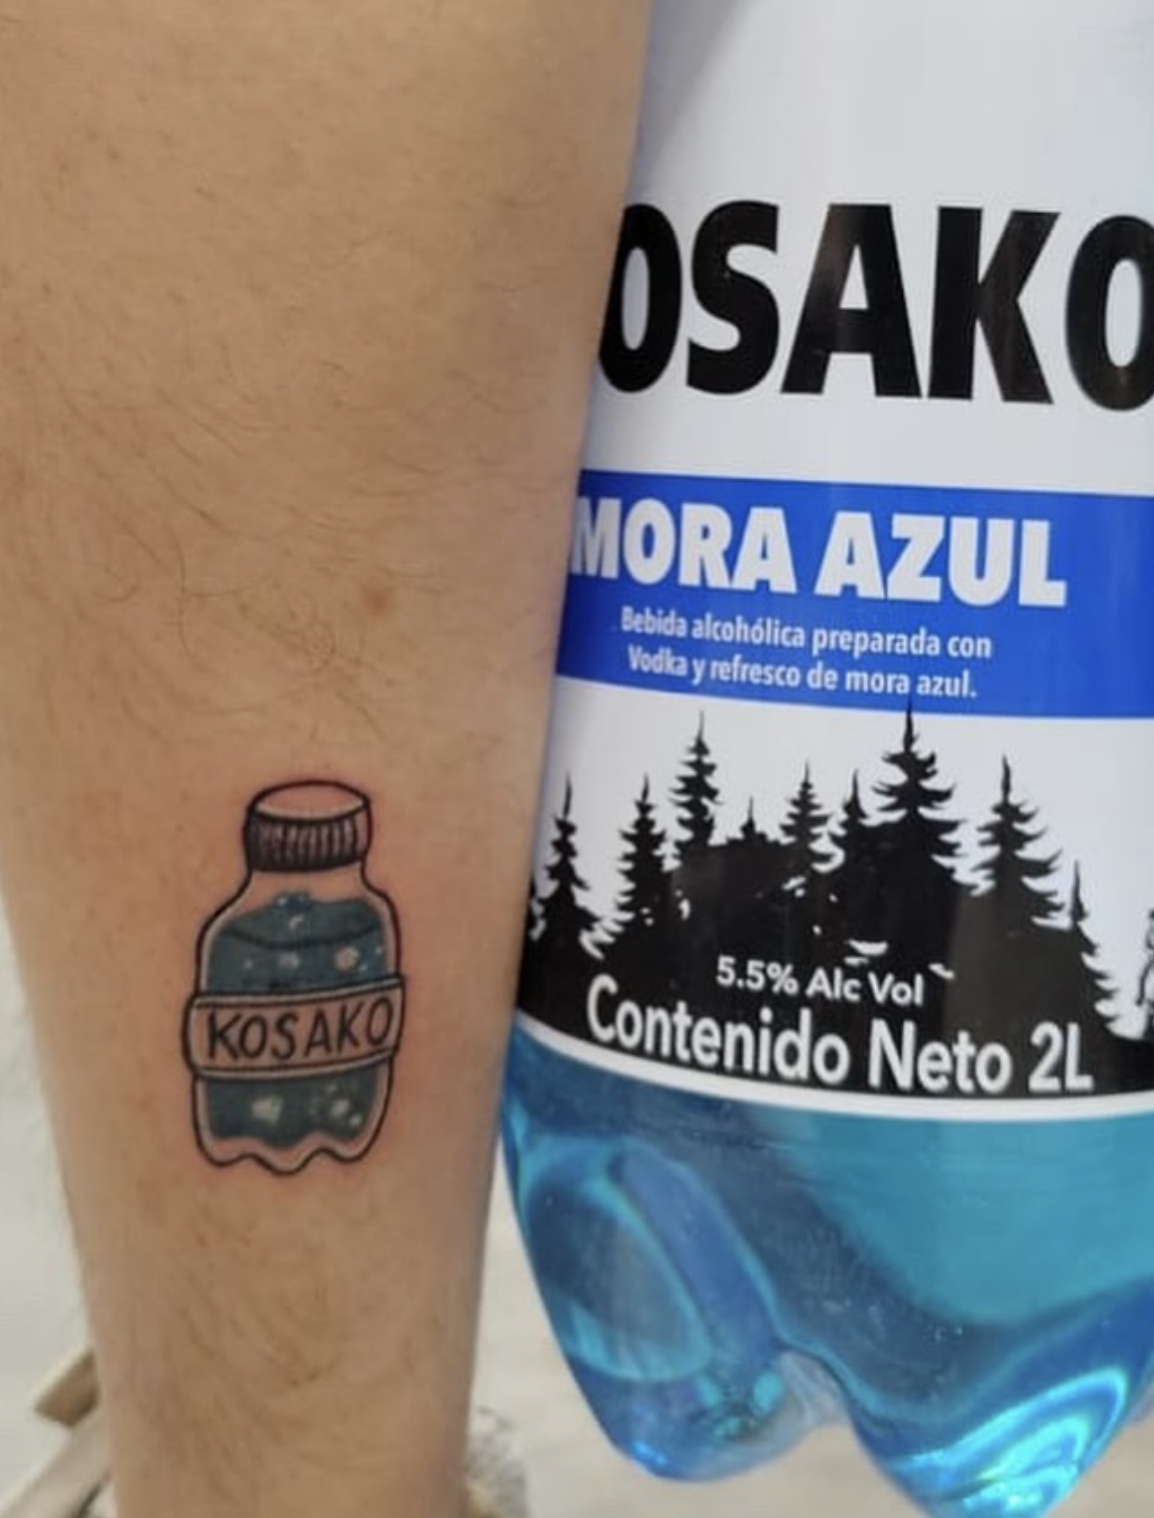 OSAKO
MORA AZUL
Bebida alcohólica preparada con
Vodka y refresco de mora azul.
5.5% Alc Vol
Contenido Neto 2L
KOSAKO